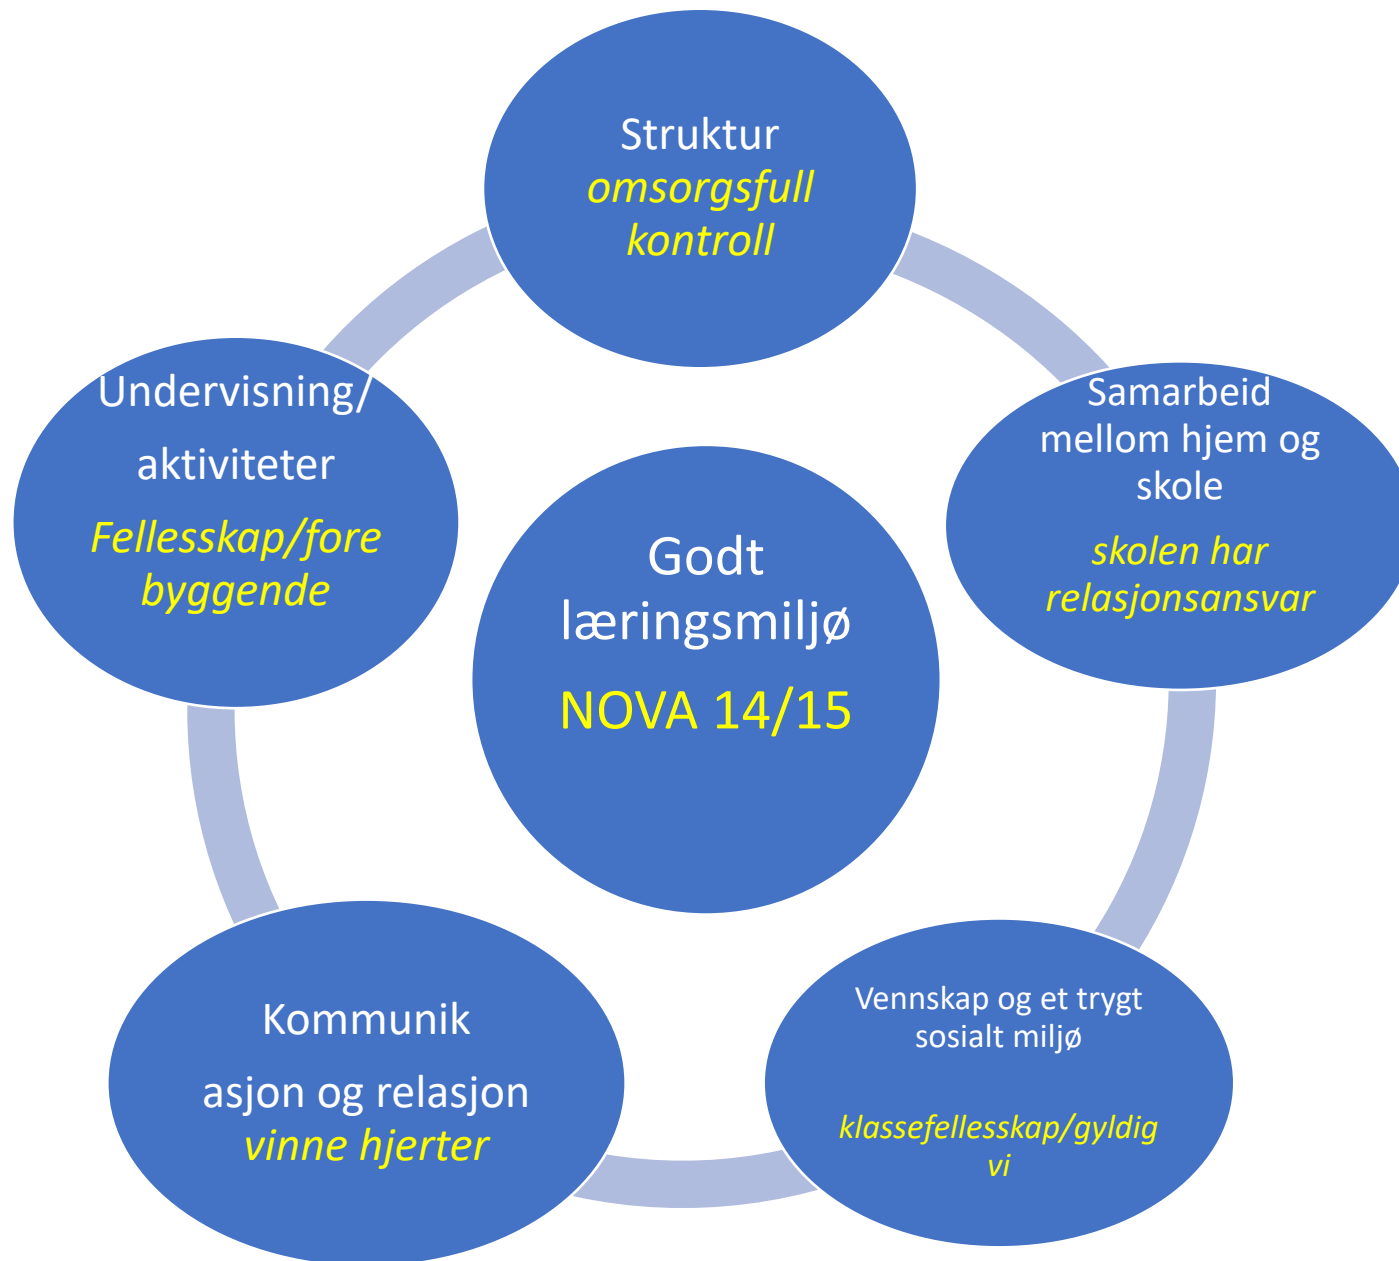 Struktur
omsorgsfull
kontroll
Undervisning/
aktiviteter
Fellesskap/fore
byggende
Samarbeid
mellom hjem og
skole
skolen har
relasjonsansvar
Godt
læringsmiljø
NOVA 14/15
Kommunik
asjon og relasjon
vinne hjerter
Vennskap og et trygt
sosialt miljø
klassefellesskap/gyldig
vi